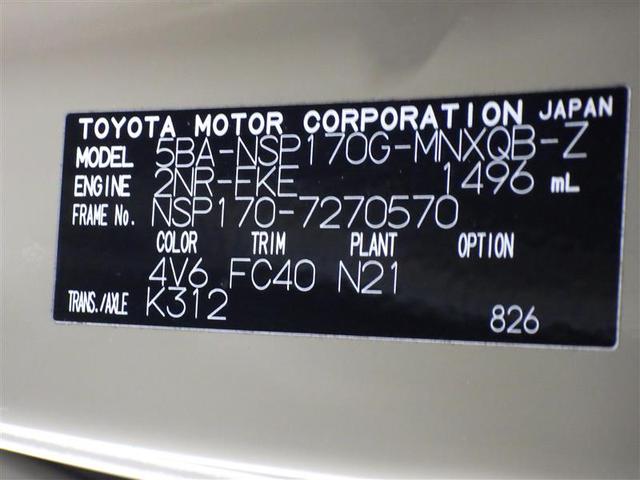 TOYOTA MOTOR CORPORATION JAPAN
MODEL 5BA-NSP170G-MNXQB-Z
ENGINE 2NR-FKE 1496 mL
FRAME No. NSP170-7270570
COLOR TRIM PLANT OPTION
4V6 FC40 N21
TRANS./AXLE K312
826